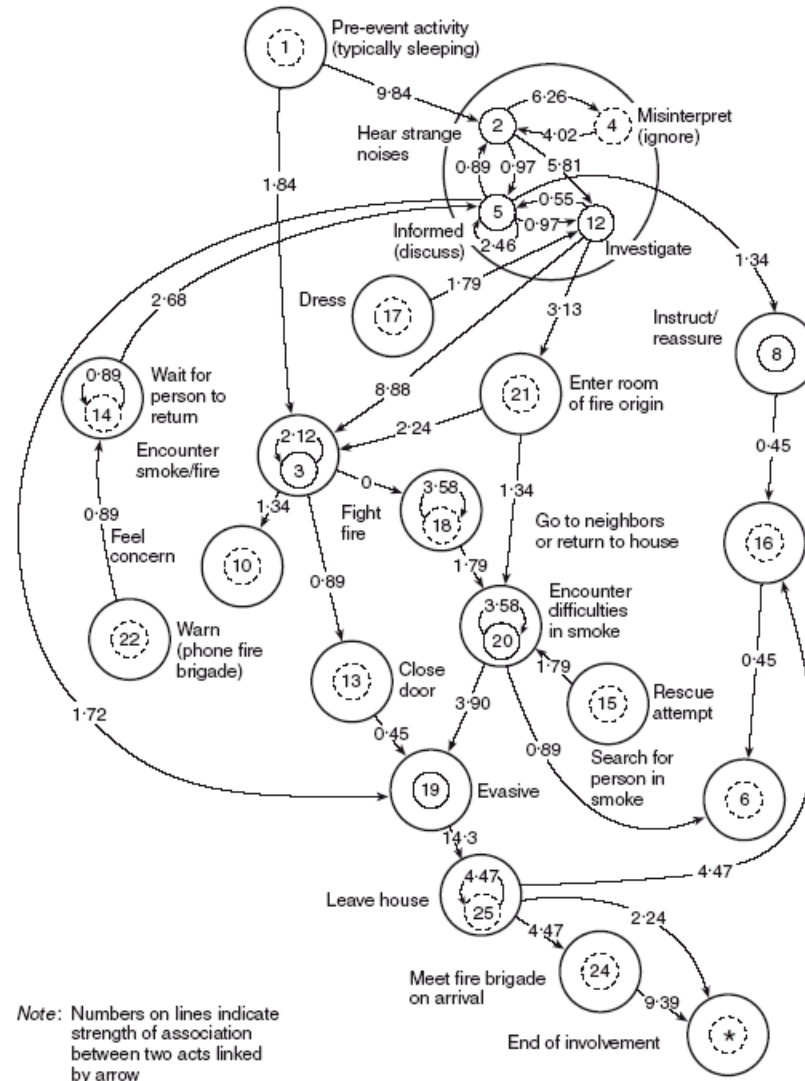 Pre-event activity
(typically sleeping)
1
9·84
6·26
Misinterpret
(ignore)
2
4
4·02
Hear strange
noises
5·81
0·89
0·97
1·84
0·55
5
0·97
12
Informed
(discuss)
2·46
Investigate
1·34
2·68
Dress
1·79
17
3·13
Instruct/
reassure
8
0·89
14
Wait for
person to
return
8·88
21
Enter room
of fire origin
Encounter
smoke/fire
2·12
3
2·24
0
3·58
18
Fight
fire
1·34
0·45
1·34
10
0·89
Feel
concern
0·89
Go to neighbors
or return to house
16
1·79
22
Warn
(phone fire
brigade)
3·58
20
Encounter
difficulties
in smoke
13
Close
door
1·79
15
Rescue
attempt
0·45
1·72
3·90
0·45
0·89
Search for
person in
smoke
6
19
Evasive
14·3
Leave house
4·47
25
4·47
4·47
2·24
24
Meet fire brigade
on arrival
9·39
End of involvement
*
Note: Numbers on lines indicate
strength of association
between two acts linked
by arrow